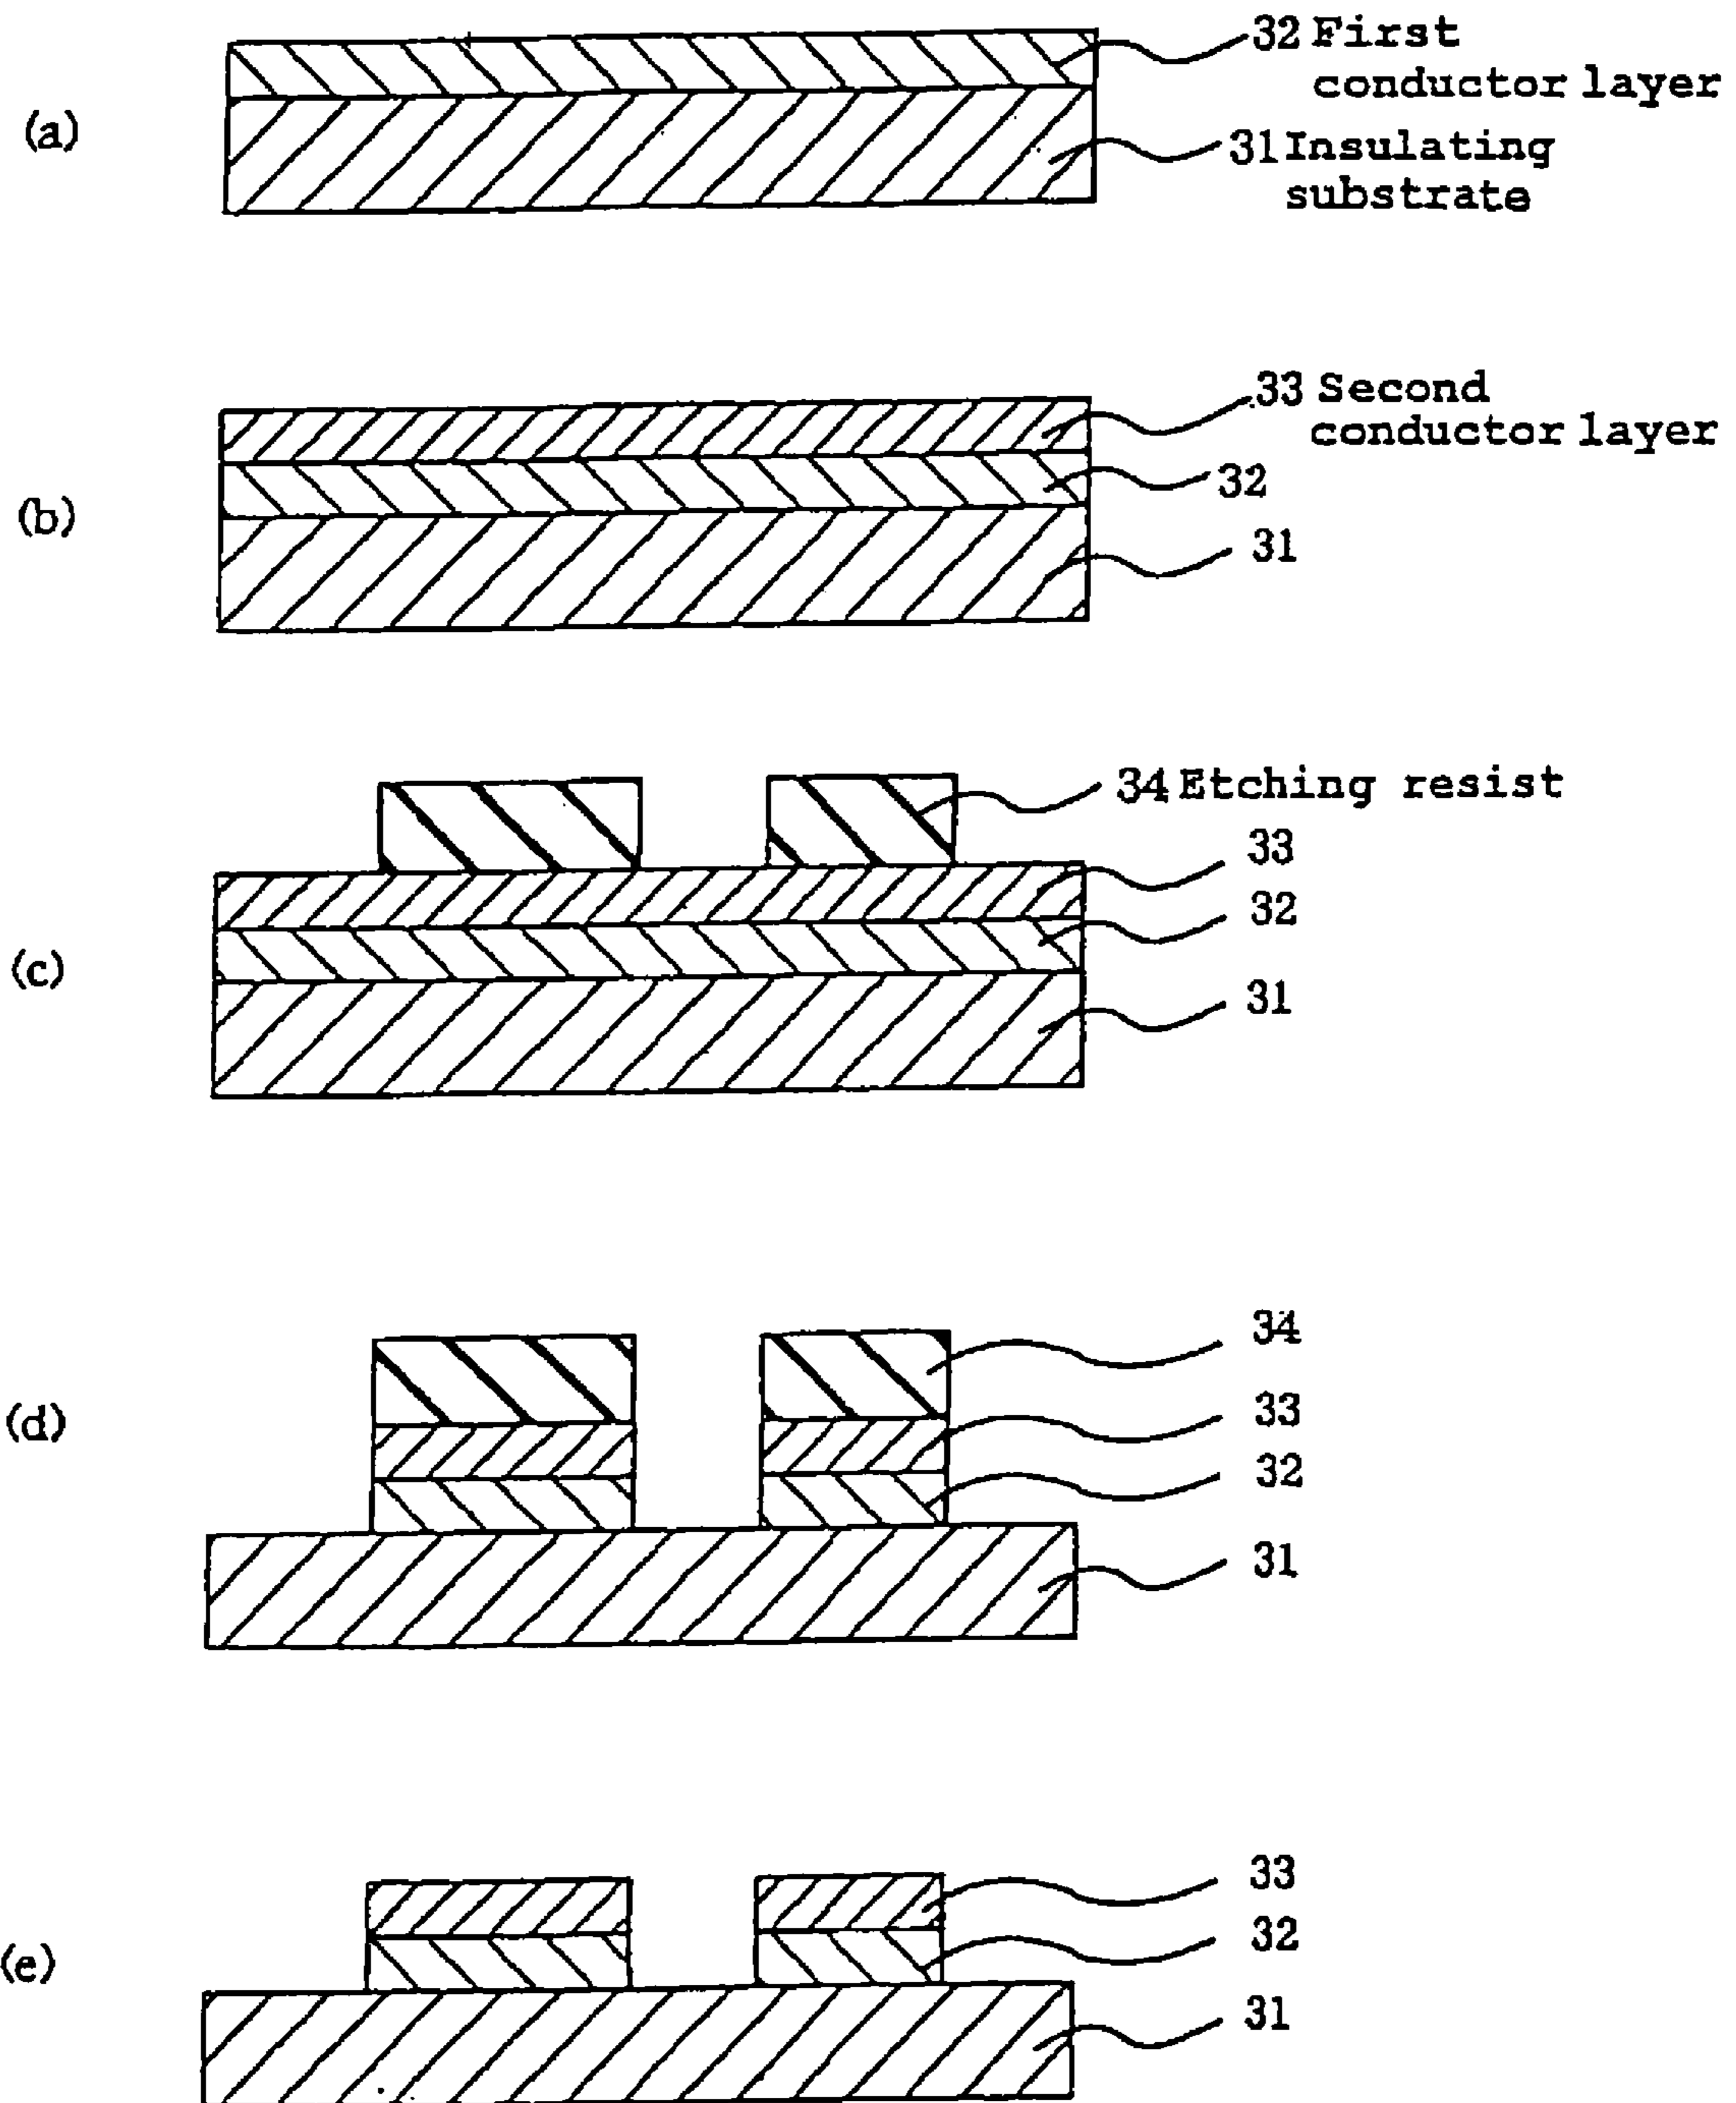 (a)
32 First
conductor layer
31 Insulating
substrate
(b)
33 Second
conductor layer
32
31
(c)
34 Etching resist
33
32
31
(d)
34
33
32
31
(e)
33
32
31